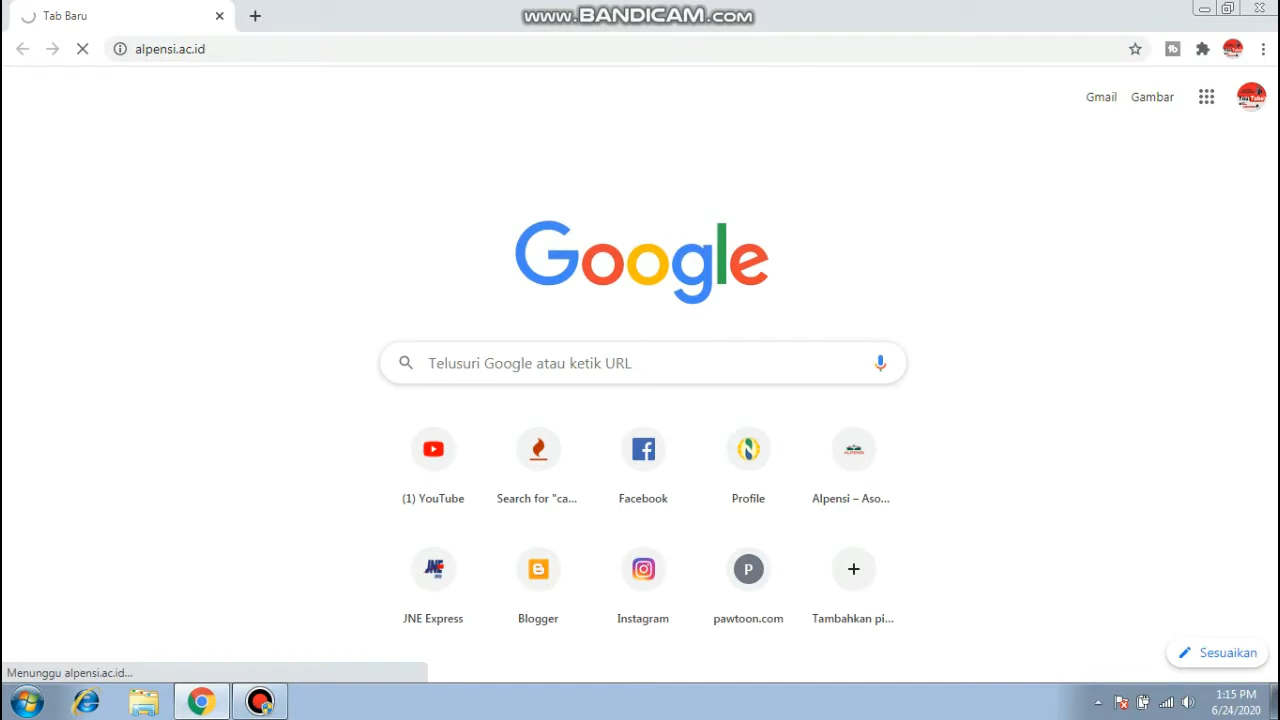 Tab Baru
www.BANDICAM.com
alpensi.ac.id
Gmail
Gambar
Google
Telusuri Google atau ketik URL
(1) YouTube
Search for "ca...
Facebook
Profile
Alpensi – Aso...
JNE Express
Blogger
Instagram
P
pawtoon.com
Tambahkan pi...
Sesuaikan
Menunggu alpensi.ac.id...
1:15 PM
6/24/2020